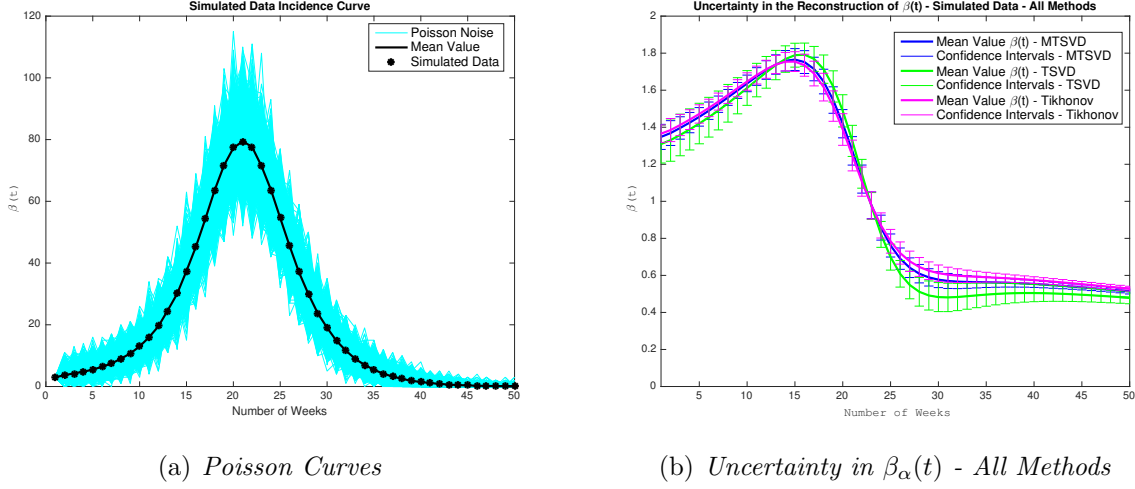 Simulated Data Incidence Curve
Poisson Noise
Mean Value
Simulated Data
120
100
80
60
40
20
0
β(t)
0 5 10 15 20 25 30 35 40 45 50
Number of Weeks
(a) Poisson Curves
Uncertainty in the Reconstruction of β(t) - Simulated Data - All Methods
Mean Value β(t) - MTSVD
Confidence Intervals - MTSVD
Mean Value β(t) - TSVD
Confidence Intervals - TSVD
Mean Value β(t) - Tikhonov
Confidence Intervals - Tikhonov
2
1.8
1.6
1.4
1.2
1
0.8
0.6
0.4
0.2
0
β(t)
5 10 15 20 25 30 35 40 45 50
Number of Weeks
(b) Uncertainty in βα(t) - All Methods